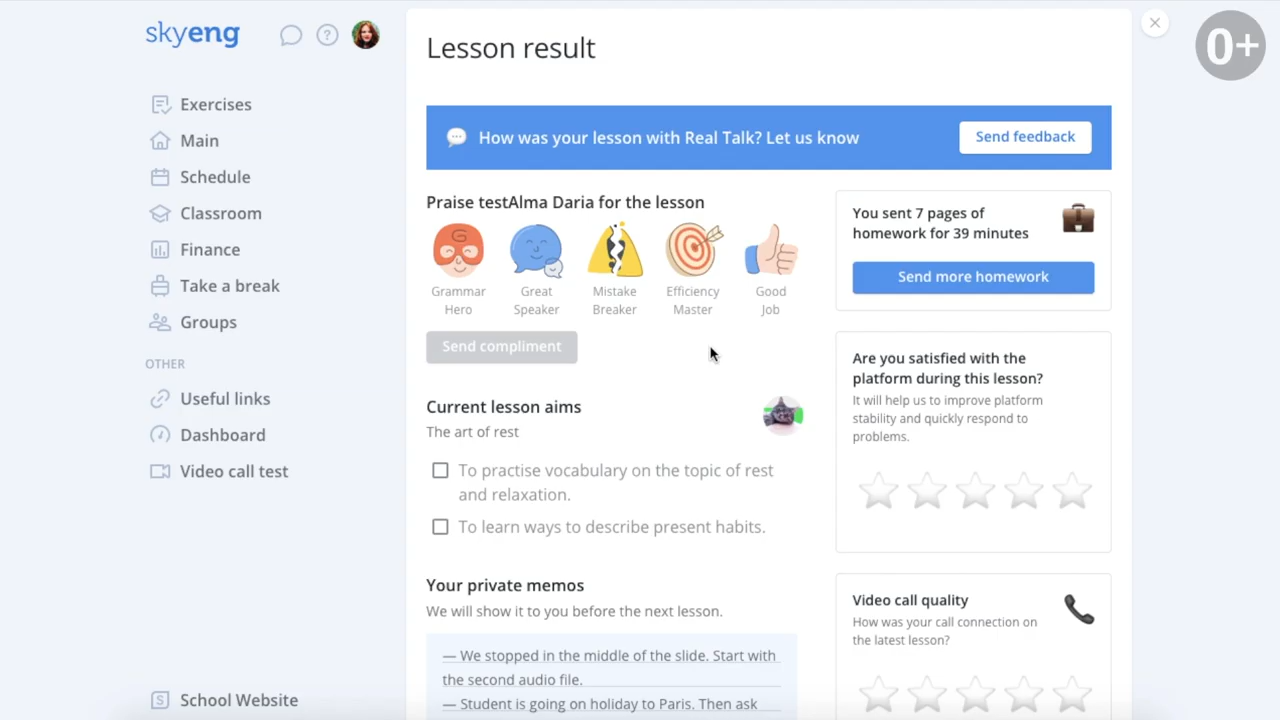 skyeng
?
Exercises
Main
Schedule
Classroom
Finance
Take a break
Groups
OTHER
Useful links
Dashboard
Video call test
School Website
Lesson result
0+
How was your lesson with Real Talk? Let us know
Send feedback
Praise testAlma Daria for the lesson
Grammar
Hero
Great
Speaker
Mistake
Breaker
Efficiency
Master
Good
Job
Send compliment
Current lesson aims
The art of rest
To practise vocabulary on the topic of rest
and relaxation.
To learn ways to describe present habits.
Your private memos
We will show it to you before the next lesson.
— We stopped in the middle of the slide. Start with
the second audio file.
— Student is going on holiday to Paris. Then ask
You sent 7 pages of
homework for 39 minutes
Send more homework
Are you satisfied with the
platform during this lesson?
It will help us to improve platform
stability and quickly respond to
problems.
Video call quality
How was your call connection on
the latest lesson?